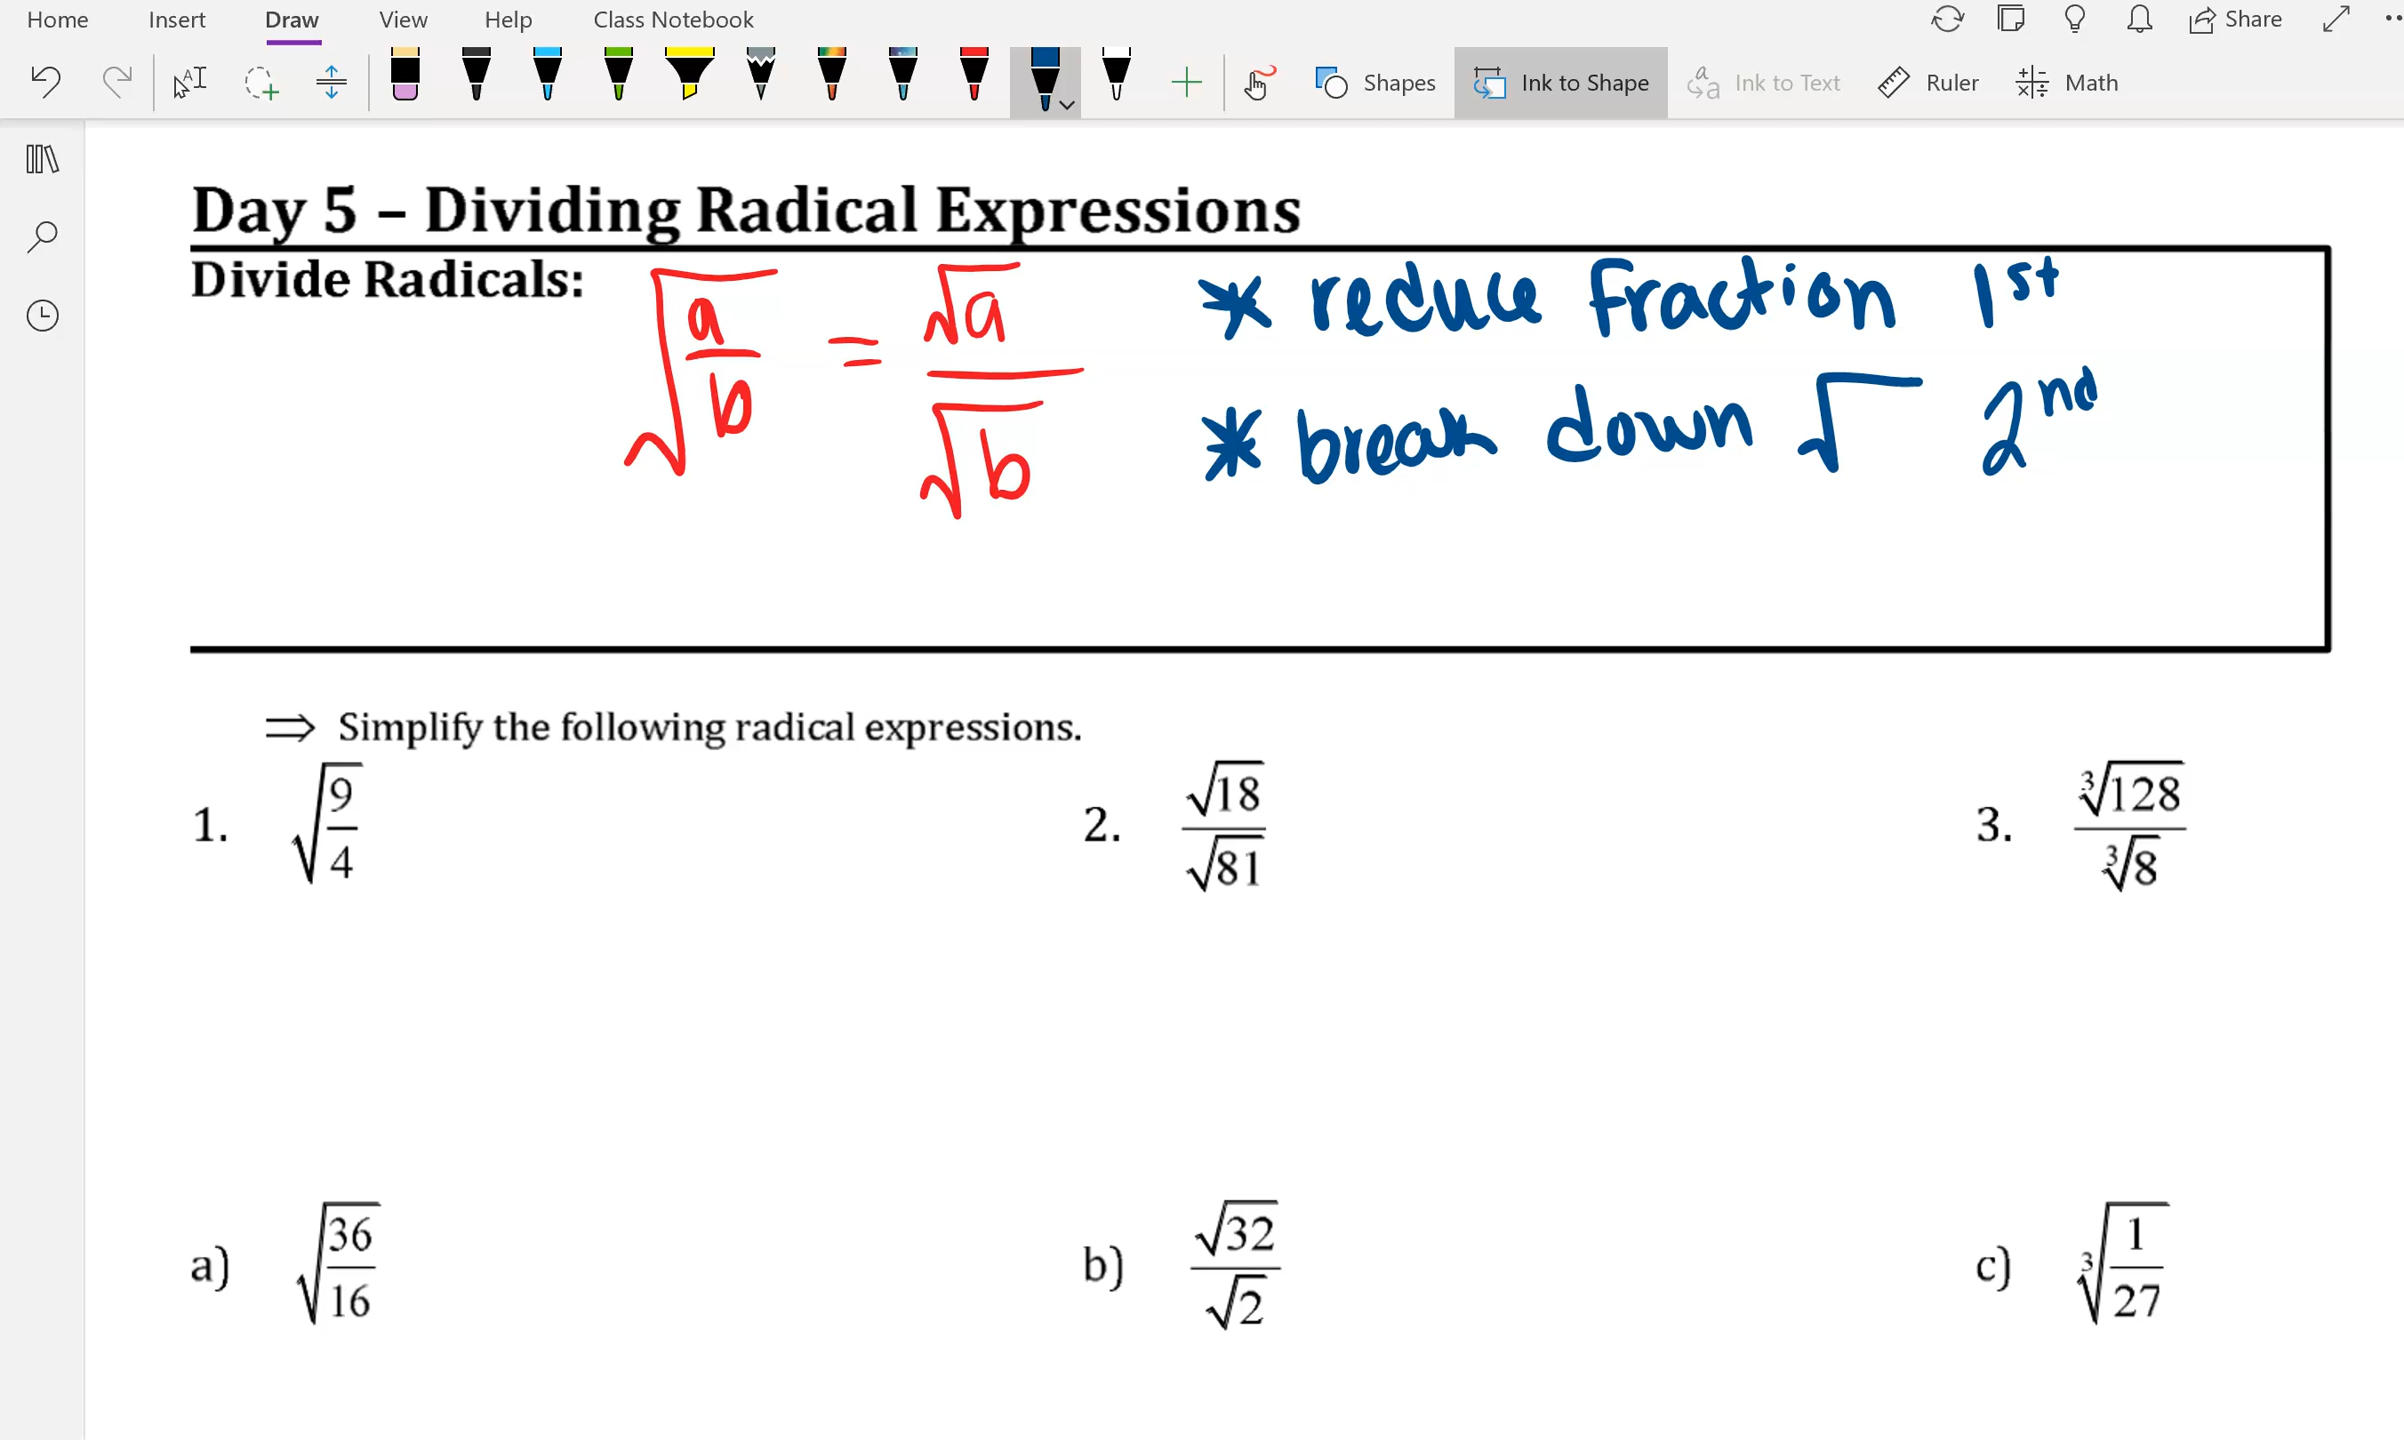 Home Insert Draw View Help Class Notebook Share
Shapes Ink to Shape Ink to Text Ruler Math
Day 5 – Dividing Radical Expressions
Divide Radicals: √(a/b) = √a/√b * reduce fraction 1st
* break down √ 2nd
⇒ Simplify the following radical expressions.
1. √(9/4) 2. √18/√81 3. ∛128/∛8
a) √(36/16) b) √32/√2 c) ∛(1/27)